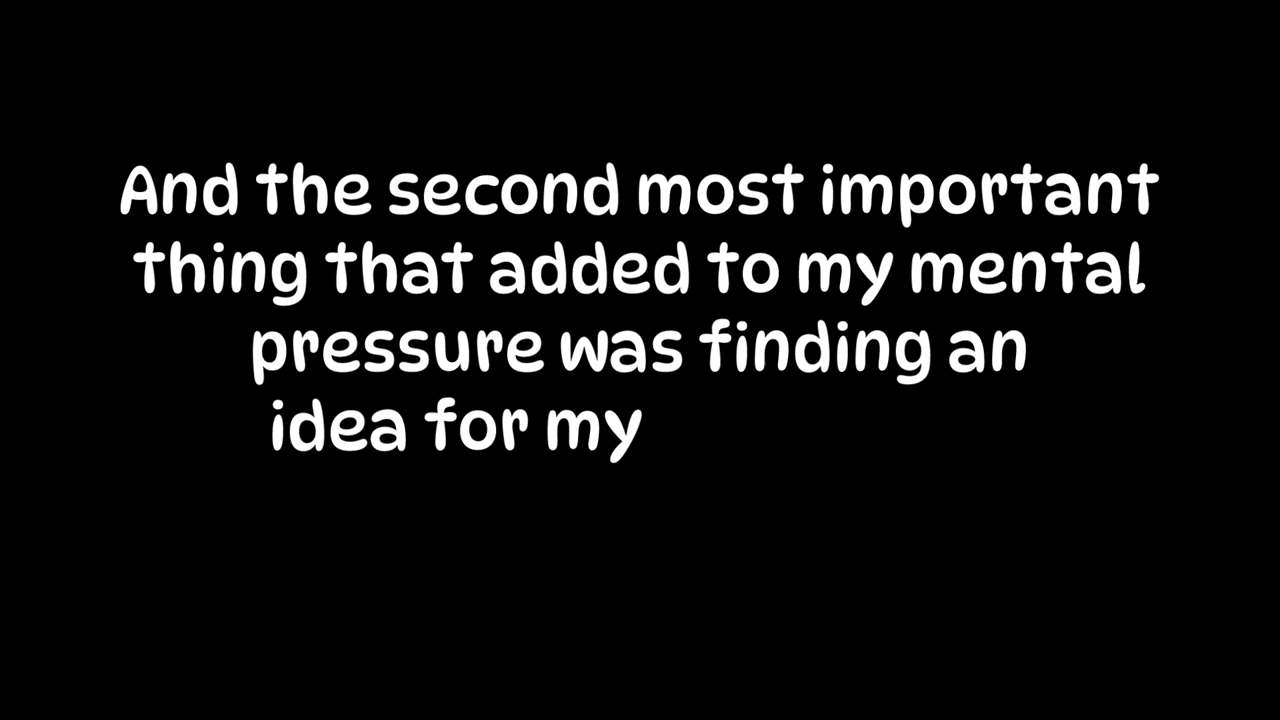 And the second most important
thing that added to my mental
pressure was finding an
idea for my